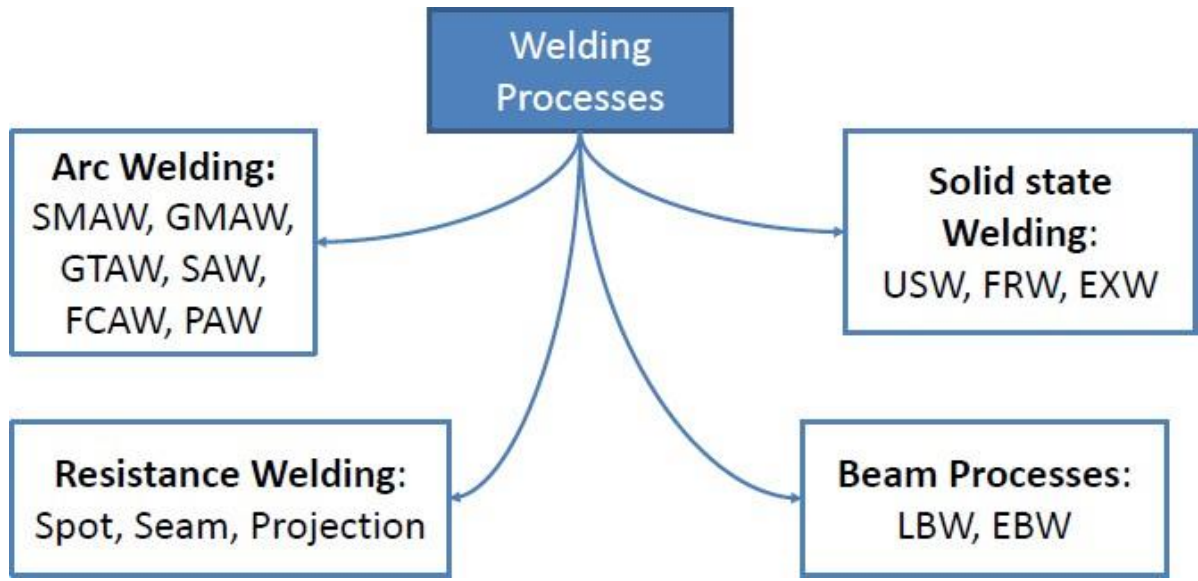 Welding
Processes
Arc Welding:
SMAW, GMAW,
GTAW, SAW,
FCAW, PAW
Solid state
Welding:
USW, FRW, EXW
Resistance Welding:
Spot, Seam, Projection
Beam Processes:
LBW, EBW